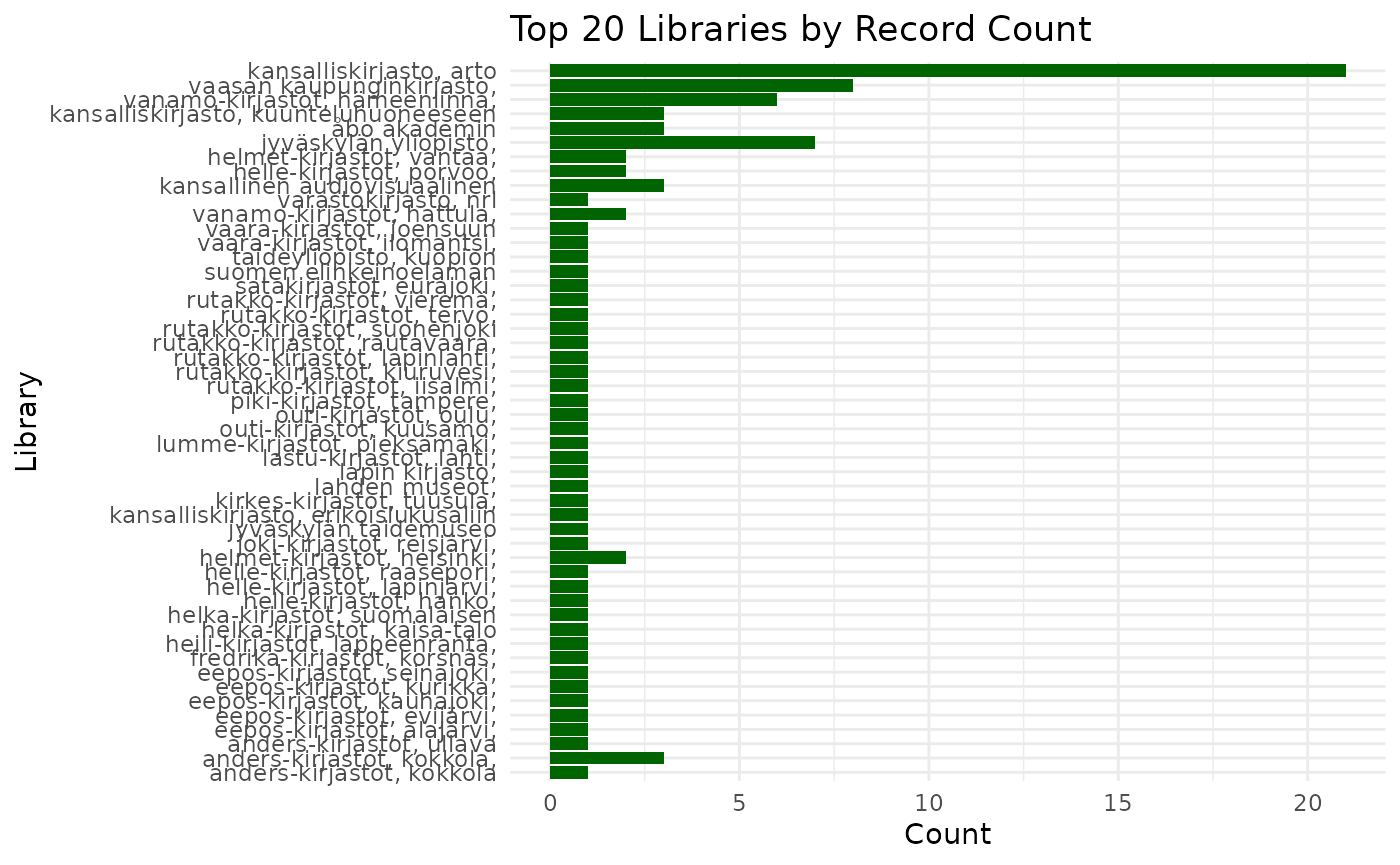 Top 20 Libraries by Record Count
kansalliskirjasto, arto
vaasan kaupunginkirjasto,
vanamo-kirjastot, hämeenlinna,
kansalliskirjasto, kuunteluhuoneeseen
åbo akademin
jyväskylän yliopisto,
helmet-kirjastot, vantaa,
helle-kirjastot, porvoo,
kansallinen audiovisuaalinen
varastokirjasto, nrl
vanamo-kirjastot, hattula,
vaara-kirjastot, joensuun
vaara-kirjastot, ilomantsi,
taideyliopisto, kuopion
suomen elinkeinoelämän
satakirjastot, eurajoki,
rutakko-kirjastot, vieremä,
rutakko-kirjastot, tervo,
rutakko-kirjastot, suonenjoki
rutakko-kirjastot, rautavaara,
rutakko-kirjastot, lapinlahti,
rutakko-kirjastot, kiuruvesi,
rutakko-kirjastot, iisalmi,
piki-kirjastot, tampere,
outi-kirjastot, oulu,
outi-kirjastot, kuusamo,
lumme-kirjastot, pieksämäki,
lastu-kirjastot, lahti,
lapin kirjasto,
lahden museot,
kirkes-kirjastot, tuusula,
kansalliskirjasto, erikoislukusaliin
jyväskylän taidemuseo
joki-kirjastot, reisjärvi,
helmet-kirjastot, helsinki,
helle-kirjastot, raasepori,
helle-kirjastot, lapinjärvi,
helle-kirjastot, hanko,
helka-kirjastot, suomalaisen
helka-kirjastot, kaisa-talo
heili-kirjastot, lappeenranta,
fredrika-kirjastot, korsnäs,
eepos-kirjastot, seinäjoki,
eepos-kirjastot, kurikka,
eepos-kirjastot, kauhajoki,
eepos-kirjastot, evijärvi,
eepos-kirjastot, alajärvi,
anders-kirjastot, ullava
anders-kirjastot, kokkola,
anders-kirjastot, kokkola
Library
0 5 10 15 20
Count